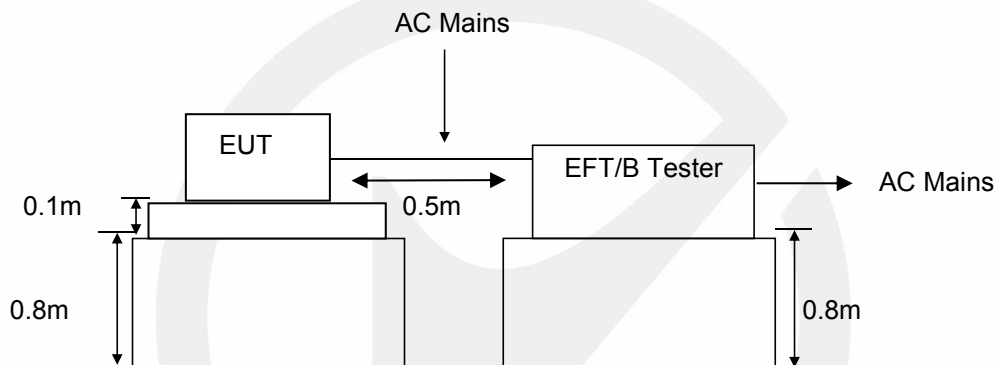 AC Mains
EUT
EFT/B Tester
AC Mains
0.1m
0.5m
0.8m
0.8m